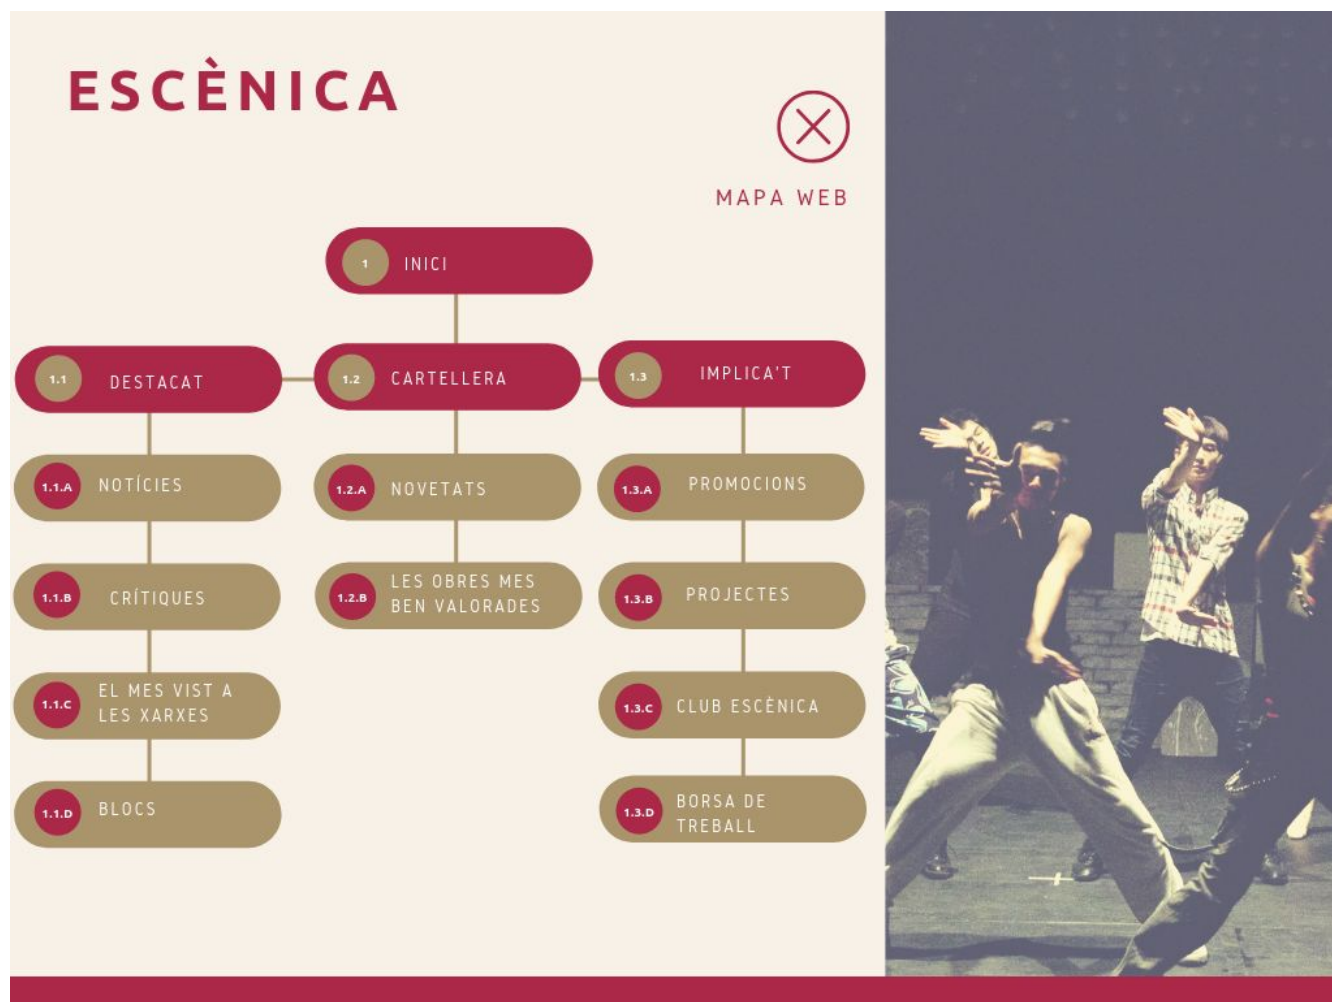 ESCÈNICA
MAPA WEB
1 INICI
1.1 DESTACAT
1.2 CARTELLERA
1.3 IMPLICA'T
1.1.A NOTÍCIES
1.2.A NOVETATS
1.3.A PROMOCIONS
1.1.B CRÍTIQUES
1.2.B LES OBRES MES
BEN VALORADES
1.3.B PROJECTES
1.1.C EL MES VIST A
LES XARXES
1.3.C CLUB ESCÈNICA
1.1.D BLOCS
1.3.D BORSA DE
TREBALL